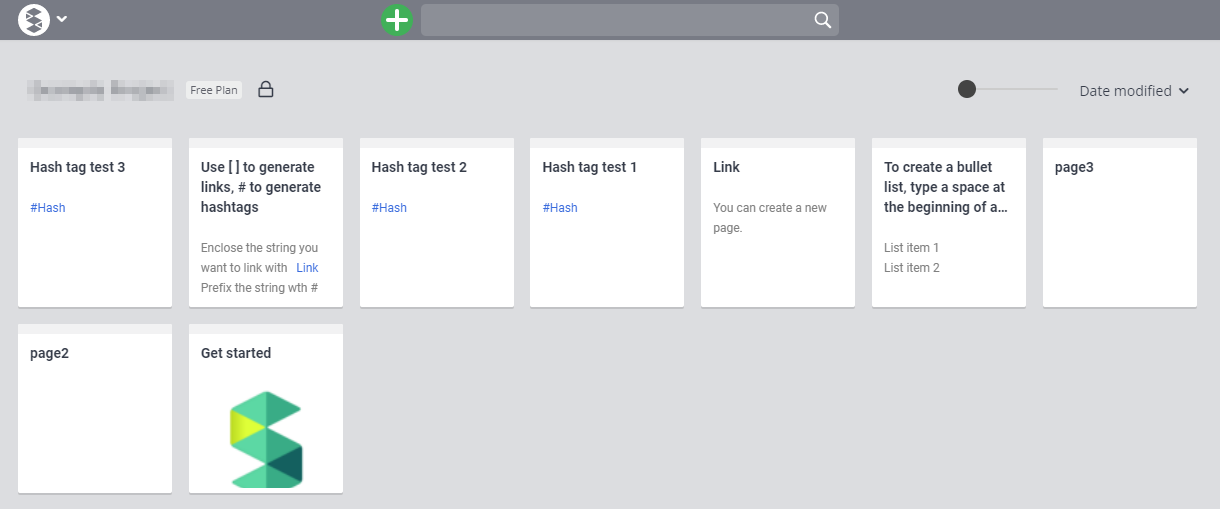 Free Plan
Date modified
Hash tag test 3
#Hash
Use [ ] to generate
links, # to generate
hashtags
Enclose the string you
want to link with Link
Prefix the string wth #
Hash tag test 2
#Hash
Hash tag test 1
#Hash
Link
You can create a new
page.
To create a bullet
list, type a space at
the beginning of a...
List item 1
List item 2
page3
page2
Get started